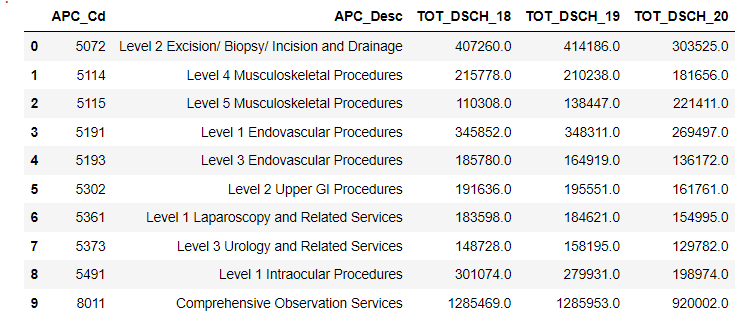 APC_Cd APC_Desc TOT_DSCH_18 TOT_DSCH_19 TOT_DSCH_20
0 5072 Level 2 Excision/ Biopsy/ Incision and Drainage 407260.0 414186.0 303525.0
1 5114 Level 4 Musculoskeletal Procedures 215778.0 210238.0 181656.0
2 5115 Level 5 Musculoskeletal Procedures 110308.0 138447.0 221411.0
3 5191 Level 1 Endovascular Procedures 345852.0 348311.0 269497.0
4 5193 Level 3 Endovascular Procedures 185780.0 164919.0 136172.0
5 5302 Level 2 Upper GI Procedures 191636.0 195551.0 161761.0
6 5361 Level 1 Laparoscopy and Related Services 183598.0 184621.0 154995.0
7 5373 Level 3 Urology and Related Services 148728.0 158195.0 129782.0
8 5491 Level 1 Intraocular Procedures 301074.0 279931.0 198974.0
9 8011 Comprehensive Observation Services 1285469.0 1285953.0 920002.0